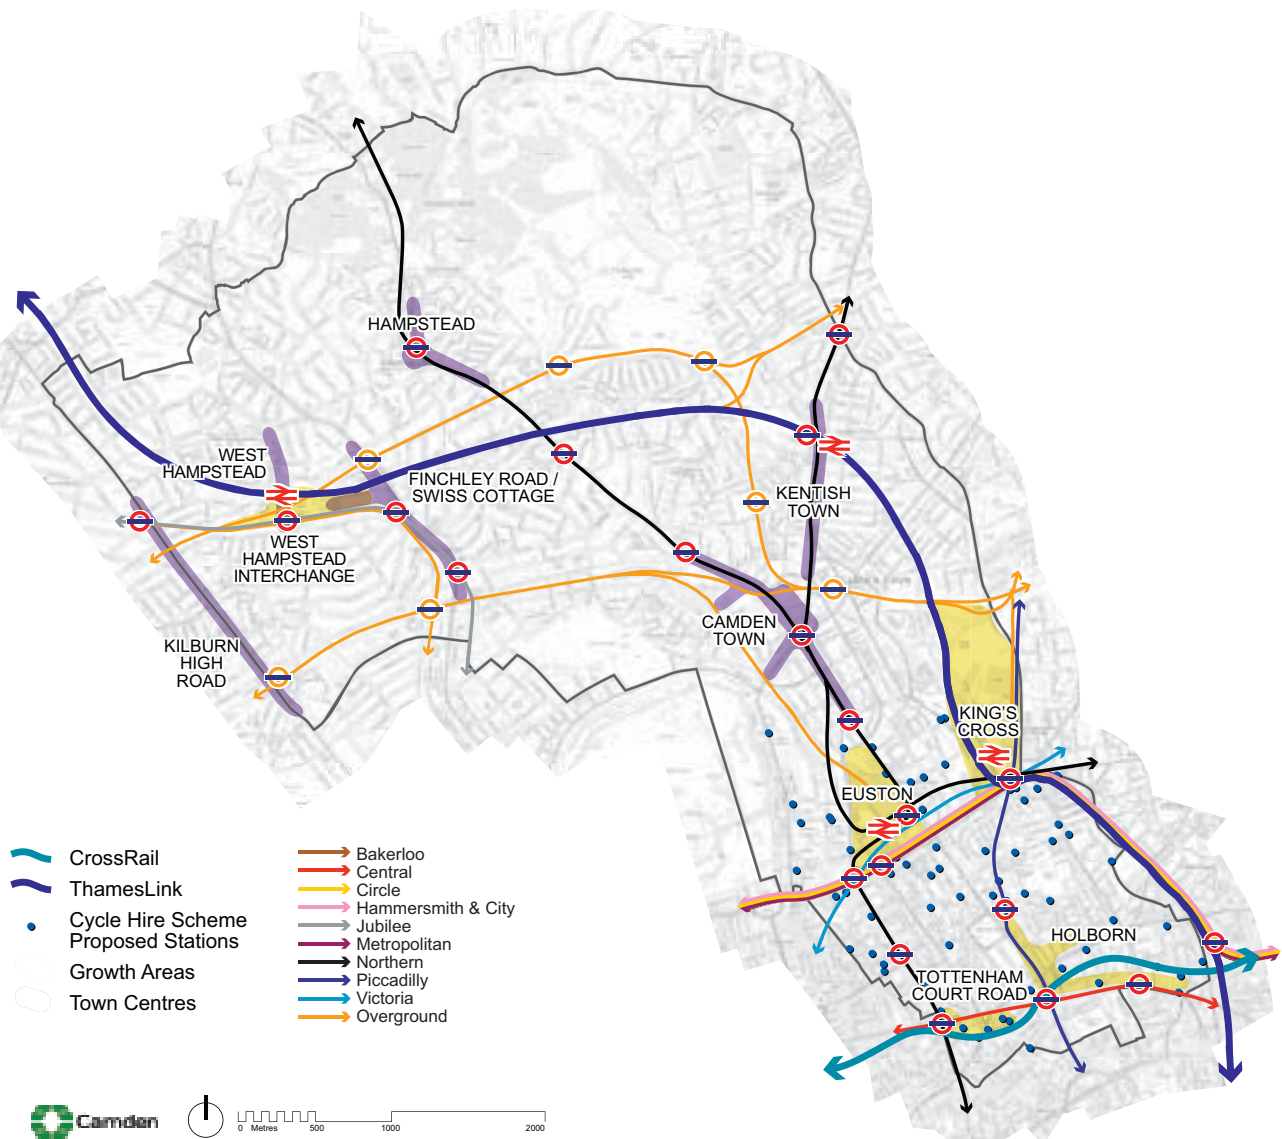 HAMPSTEAD
WEST
HAMPSTEAD
FINCHLEY ROAD /
SWISS COTTAGE
KENTISH
TOWN
WEST
HAMPSTEAD
INTERCHANGE
CAMDEN
TOWN
KILBURN
HIGH
ROAD
KING'S
CROSS
EUSTON
HOLBORN
TOTTENHAM
COURT ROAD
CrossRail
ThamesLink
Cycle Hire Scheme
Proposed Stations
Growth Areas
Town Centres
Bakerloo
Central
Circle
Hammersmith & City
Jubilee
Metropolitan
Northern
Piccadilly
Victoria
Overground
Camden
0 Metres 500 1000 2000